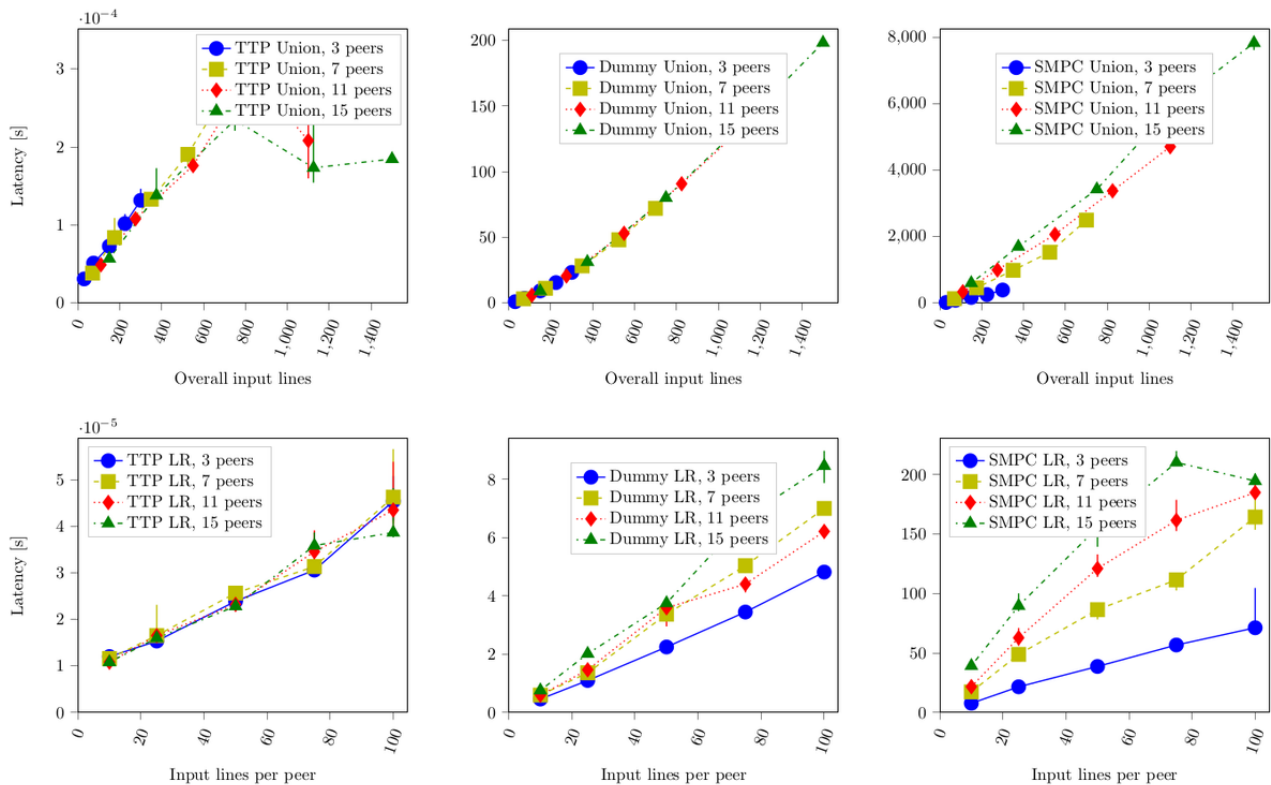 ·10⁻⁴
3
2
1
0
Latency [s]
TTP Union, 3 peers
TTP Union, 7 peers
TTP Union, 11 peers
TTP Union, 15 peers
0
200
400
600
800
1,000
1,200
1,400
Overall input lines
200
150
100
50
0
Dummy Union, 3 peers
Dummy Union, 7 peers
Dummy Union, 11 peers
Dummy Union, 15 peers
0
200
400
600
800
1,000
1,200
1,400
Overall input lines
8,000
6,000
4,000
2,000
0
SMPC Union, 3 peers
SMPC Union, 7 peers
SMPC Union, 11 peers
SMPC Union, 15 peers
0
200
400
600
800
1,000
1,200
1,400
Overall input lines
·10⁻⁵
5
4
3
2
1
0
Latency [s]
TTP LR, 3 peers
TTP LR, 7 peers
TTP LR, 11 peers
TTP LR, 15 peers
0
20
40
60
80
100
Input lines per peer
8
6
4
2
0
Dummy LR, 3 peers
Dummy LR, 7 peers
Dummy LR, 11 peers
Dummy LR, 15 peers
0
20
40
60
80
100
Input lines per peer
200
150
100
50
0
SMPC LR, 3 peers
SMPC LR, 7 peers
SMPC LR, 11 peers
SMPC LR, 15 peers
0
20
40
60
80
100
Input lines per peer